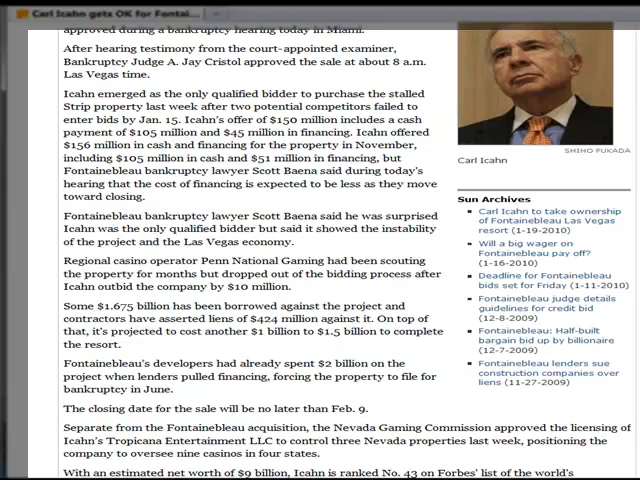 Carl Icahn gets OK for Fontai...
approved during a bankruptcy hearing today in Miami.
After hearing testimony from the court-appointed examiner,
Bankruptcy Judge A. Jay Cristol approved the sale at about 8 a.m.
Las Vegas time.
Icahn emerged as the only qualified bidder to purchase the stalled
Strip property last week after two potential competitors failed to
enter bids by Jan. 15. Icahn's offer of $150 million includes a cash
payment of $105 million and $45 million in financing. Icahn offered
$156 million in cash and financing for the property in November,
including $105 million in cash and $51 million in financing, but
Fontainebleau bankruptcy lawyer Scott Baena said during today's
hearing that the cost of financing is expected to be less as they move
toward closing.
Fontainebleau bankruptcy lawyer Scott Baena said he was surprised
Icahn was the only qualified bidder but said it showed the instability
of the project and the Las Vegas economy.
Regional casino operator Penn National Gaming had been scouting
the property for months but dropped out of the bidding process after
Icahn outbid the company by $10 million.
Some $1.675 billion has been borrowed against the project and
contractors have asserted liens of $424 million against it. On top of
that, it's projected to cost another $1 billion to $1.5 billion to complete
the resort.
Fontainebleau's developers had already spent $2 billion on the
project when lenders pulled financing, forcing the property to file for
bankruptcy in June.
The closing date for the sale will be no later than Feb. 9.
Separate from the Fontainebleau acquisition, the Nevada Gaming Commission approved the licensing of
Icahn's Tropicana Entertainment LLC to control three Nevada properties last week, positioning the
company to oversee nine casinos in four states.
With an estimated net worth of $9 billion, Icahn is ranked No. 43 on Forbes' list of the world's
SHIHO FUKADA
Carl Icahn
Sun Archives
Carl Icahn to take ownership
of Fontainebleau Las Vegas
resort (1-19-2010)
Will a big wager on
Fontainebleau pay off?
(1-16-2010)
Deadline for Fontainebleau
bids set for Friday (1-11-2010)
Fontainebleau judge details
guidelines for credit bid
(12-8-2009)
Fontainebleau: Half-built
bargain bid up by billionaire
(12-7-2009)
Fontainebleau lenders sue
construction companies over
liens (11-27-2009)